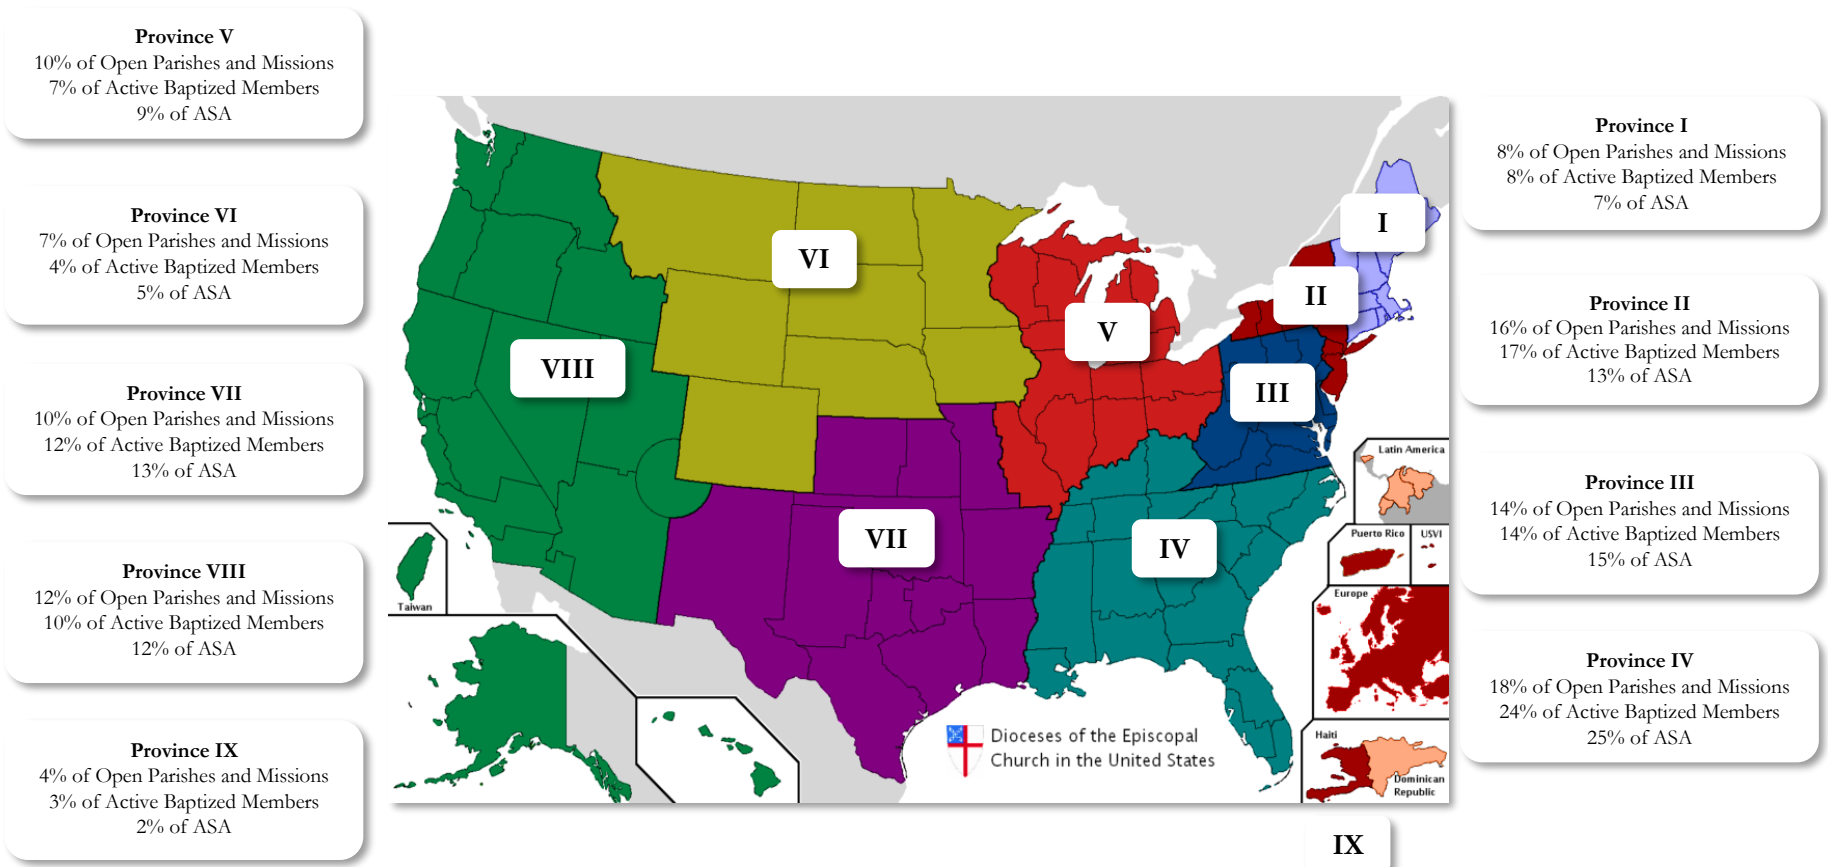 Province V
10% of Open Parishes and Missions
7% of Active Baptized Members
9% of ASA
Province VI
7% of Open Parishes and Missions
4% of Active Baptized Members
5% of ASA
Province VII
10% of Open Parishes and Missions
12% of Active Baptized Members
13% of ASA
Province VIII
12% of Open Parishes and Missions
10% of Active Baptized Members
12% of ASA
Province IX
4% of Open Parishes and Missions
3% of Active Baptized Members
2% of ASA
I
VI
II
V
VIII
III
VII
IV
Latin America
Puerto Rico
USVI
Europe
Taiwan
7
Haiti
Dominican
Republic
Dioceses of the Episcopal
Church in the United States
IX
Province I
8% of Open Parishes and Missions
8% of Active Baptized Members
7% of ASA
Province II
16% of Open Parishes and Missions
17% of Active Baptized Members
13% of ASA
Province III
14% of Open Parishes and Missions
14% of Active Baptized Members
15% of ASA
Province IV
18% of Open Parishes and Missions
24% of Active Baptized Members
25% of ASA